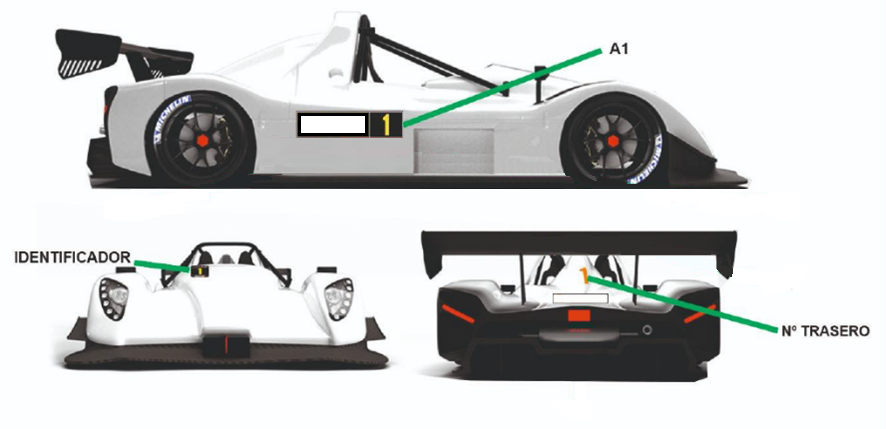 A1
MICHELIN
1
MICHELIN
IDENTIFICADOR
1
1
Nº TRASERO